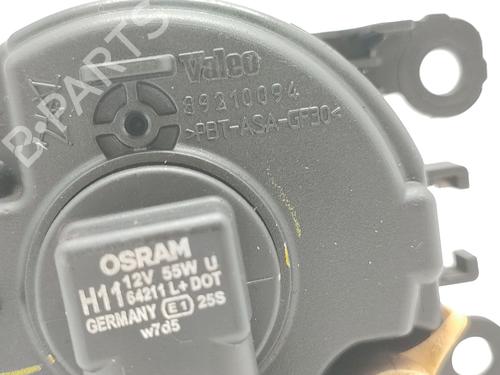 B-PARTS
Valeo
89210094
>PBT-ASA-GF30<
OSRAM
12V 55W U
H11 64211 L+ DOT
GERMANY E1 25S
w7d5